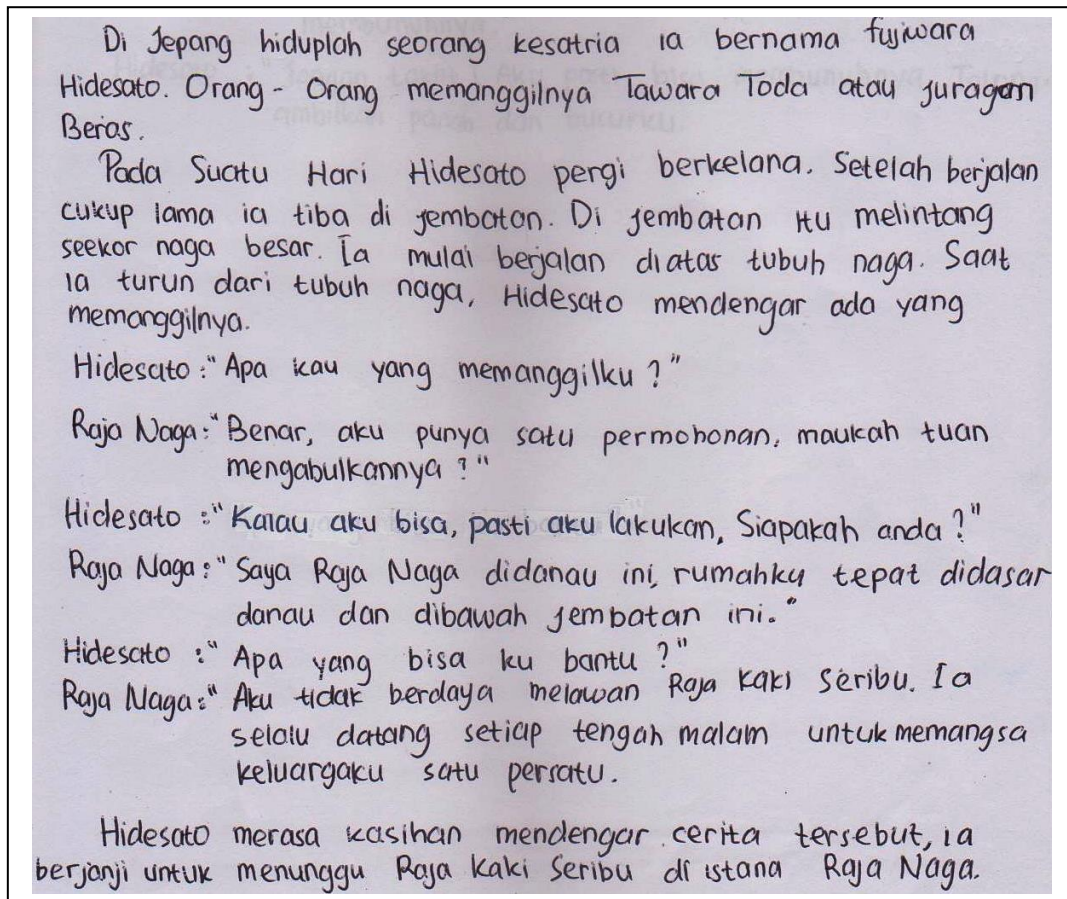 Di Jepang hiduplah seorang kesatria ia bernama fujiwara
Hidesato. Orang - Orang memanggilnya Tawara Toda atau juragan
Beras.
Pada Suatu Hari Hidesato pergi berkelana. Setelah berjalan
cukup lama ia tiba di jembatan. Di jembatan itu melintang
seekor naga besar. Ia mulai berjalan diatas tubuh naga. Saat
ia turun dari tubuh naga, Hidesato mendengar ada yang
memanggilnya.
Hidesato : "Apa kau yang memanggilku ?"
Raja Naga : "Benar, aku punya satu permohonan, maukah tuan
mengabulkannya ?"
Hidesato : "Kalau aku bisa, pasti aku lakukan, Siapakah anda ?"
Raja Naga : "Saya Raja Naga didanau ini, rumahku tepat didasar
danau dan dibawah jembatan ini."
Hidesato : "Apa yang bisa ku bantu ?"
Raja Naga : "Aku tidak berdaya melawan Raja Kaki Seribu. Ia
selalu datang setiap tengah malam untuk memangsa
keluargaku satu persatu.
Hidesato merasa kasihan mendengar cerita tersebut, ia
berjanji untuk menunggu Raja Kaki Seribu di istana Raja Naga.